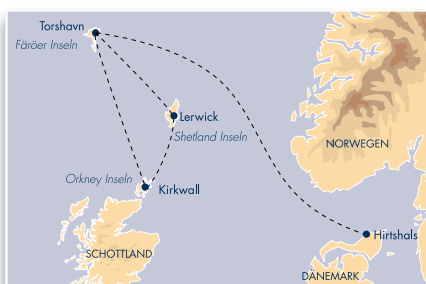 Torshavn
Färöer Inseln
Lerwick
Shetland Inseln
NORWEGEN
Orkney Inseln
Kirkwall
Hirtshals
SCHOTTLAND
DÄNEMARK